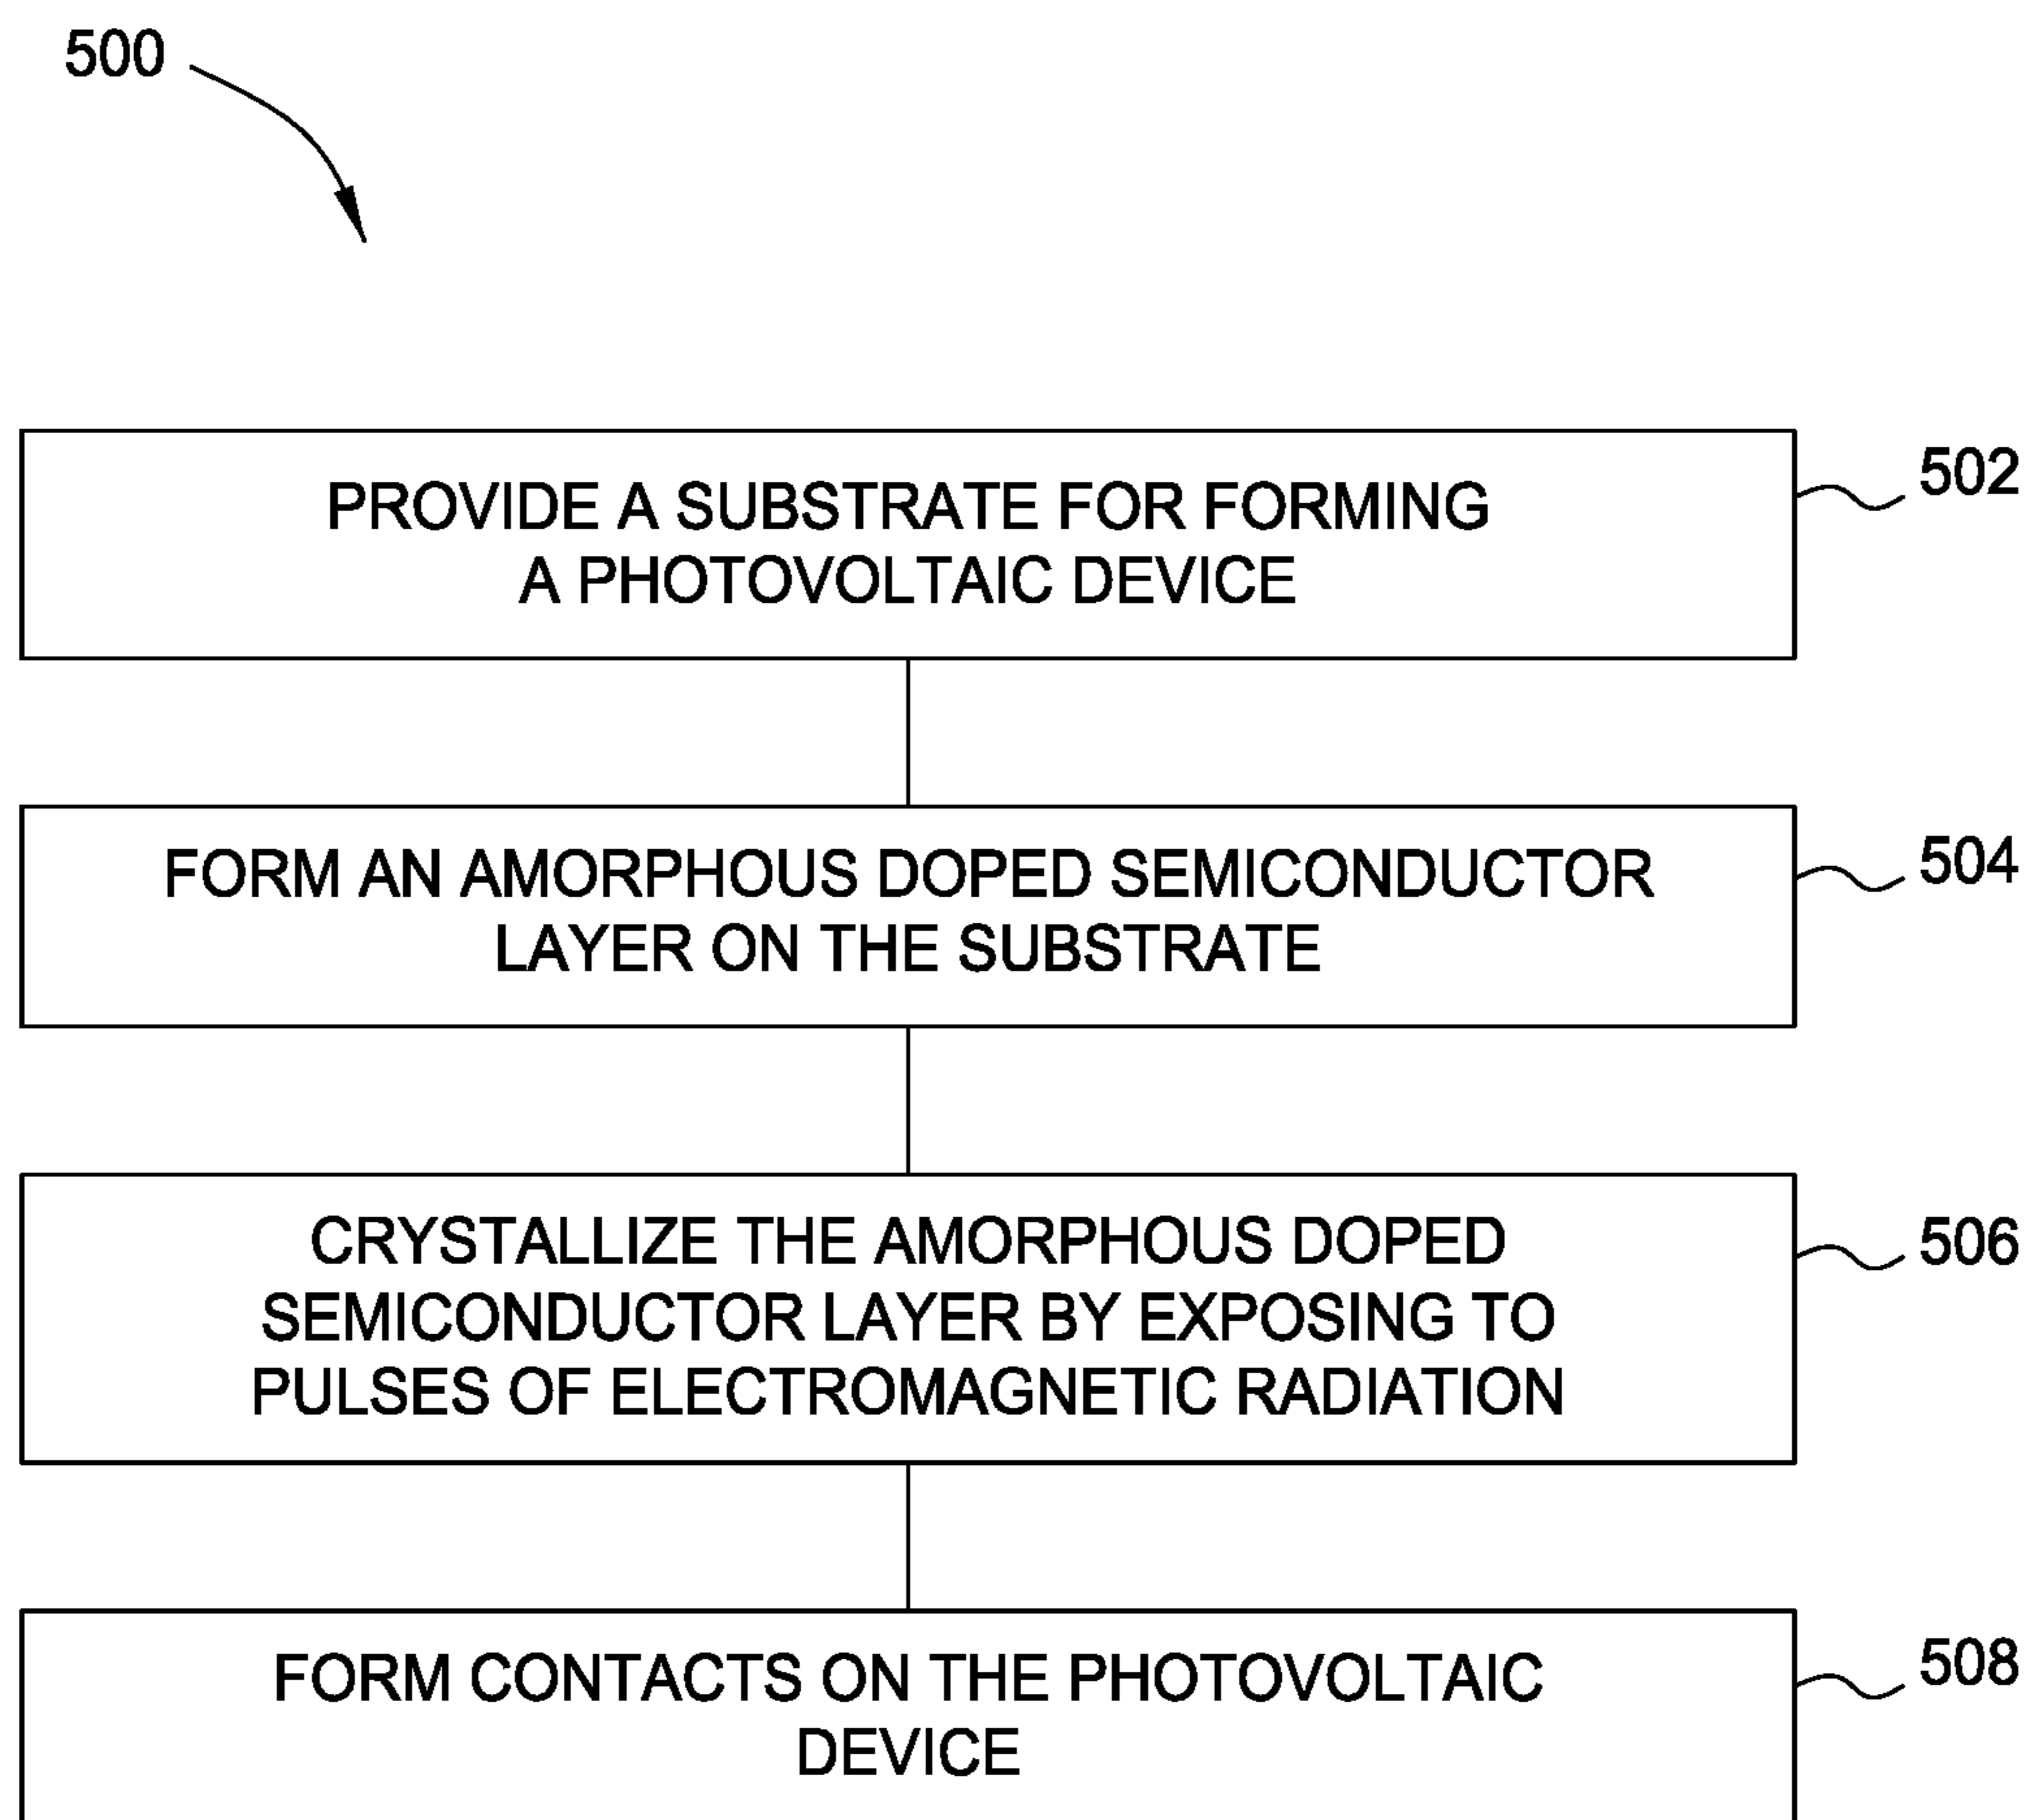 500
PROVIDE A SUBSTRATE FOR FORMING
A PHOTOVOLTAIC DEVICE
502
FORM AN AMORPHOUS DOPED SEMICONDUCTOR
LAYER ON THE SUBSTRATE
504
CRYSTALLIZE THE AMORPHOUS DOPED
SEMICONDUCTOR LAYER BY EXPOSING TO
PULSES OF ELECTROMAGNETIC RADIATION
506
FORM CONTACTS ON THE PHOTOVOLTAIC
DEVICE
508